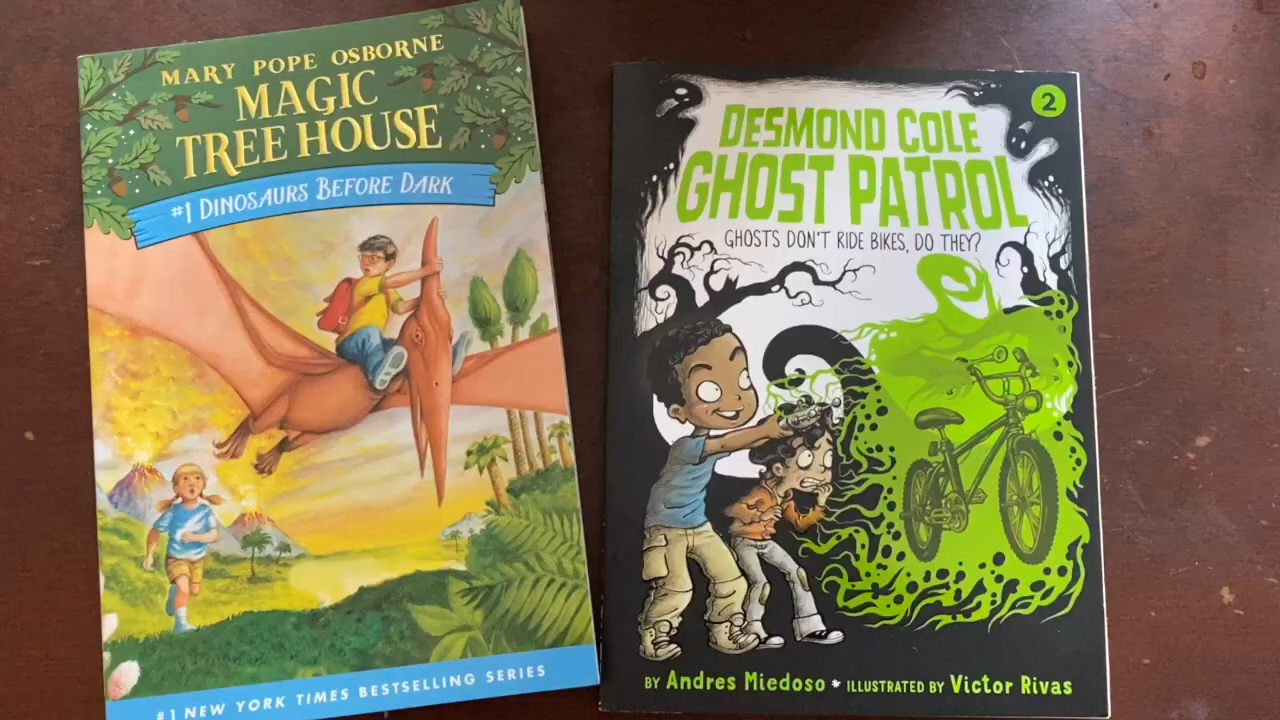 MARY POPE OSBORNE
MAGIC
TREE HOUSE
#1 DINOSAURS BEFORE DARK
#1 NEW YORK TIMES BESTSELLING SERIES
2
DESMOND COLE
GHOST PATROL
GHOSTS DON'T RIDE BIKES, DO THEY?
BY Andres Miedoso * ILLUSTRATED BY Victor Rivas